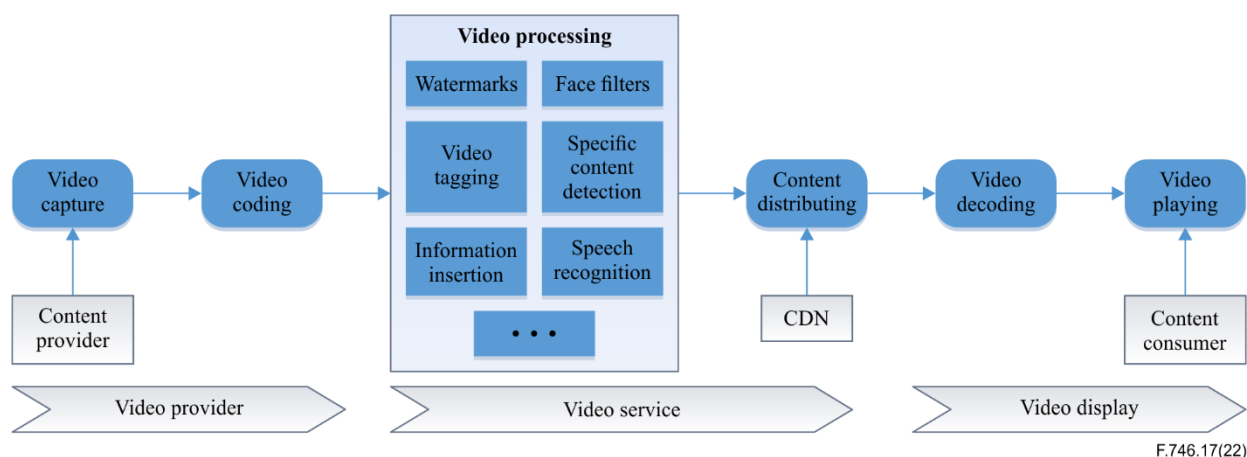 Video processing
Watermarks
Face filters
Video
tagging
Specific
content
detection
Information
insertion
Speech
recognition
• • •
Video
capture
Video
coding
Content
distributing
Video
decoding
Video
playing
Content
provider
CDN
Content
consumer
Video provider
Video service
Video display
F.746.17(22)